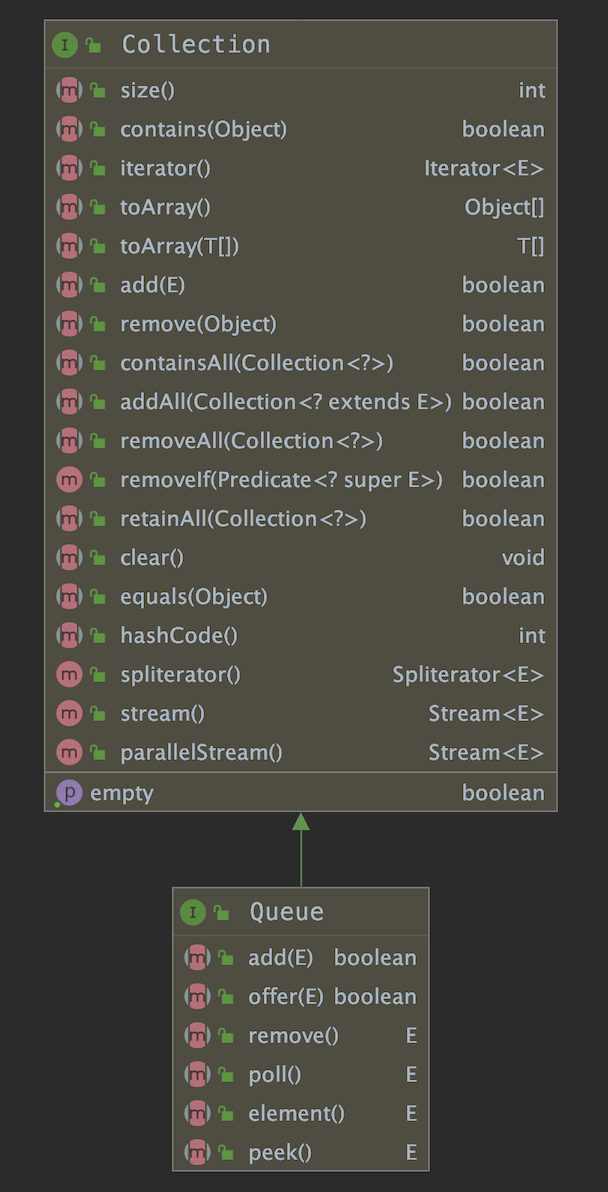 I Collection
m size() int
m contains(Object) boolean
m iterator() Iterator<E>
m toArray() Object[]
m toArray(T[]) T[]
m add(E) boolean
m remove(Object) boolean
m containsAll(Collection<?>) boolean
m addAll(Collection<? extends E>) boolean
m removeAll(Collection<?>) boolean
m removeIf(Predicate<? super E>) boolean
m retainAll(Collection<?>) boolean
m clear() void
m equals(Object) boolean
m hashCode() int
m spliterator() Spliterator<E>
m stream() Stream<E>
m parallelStream() Stream<E>
p empty boolean
I Queue
m add(E) boolean
m offer(E) boolean
m remove() E
m poll() E
m element() E
m peek() E